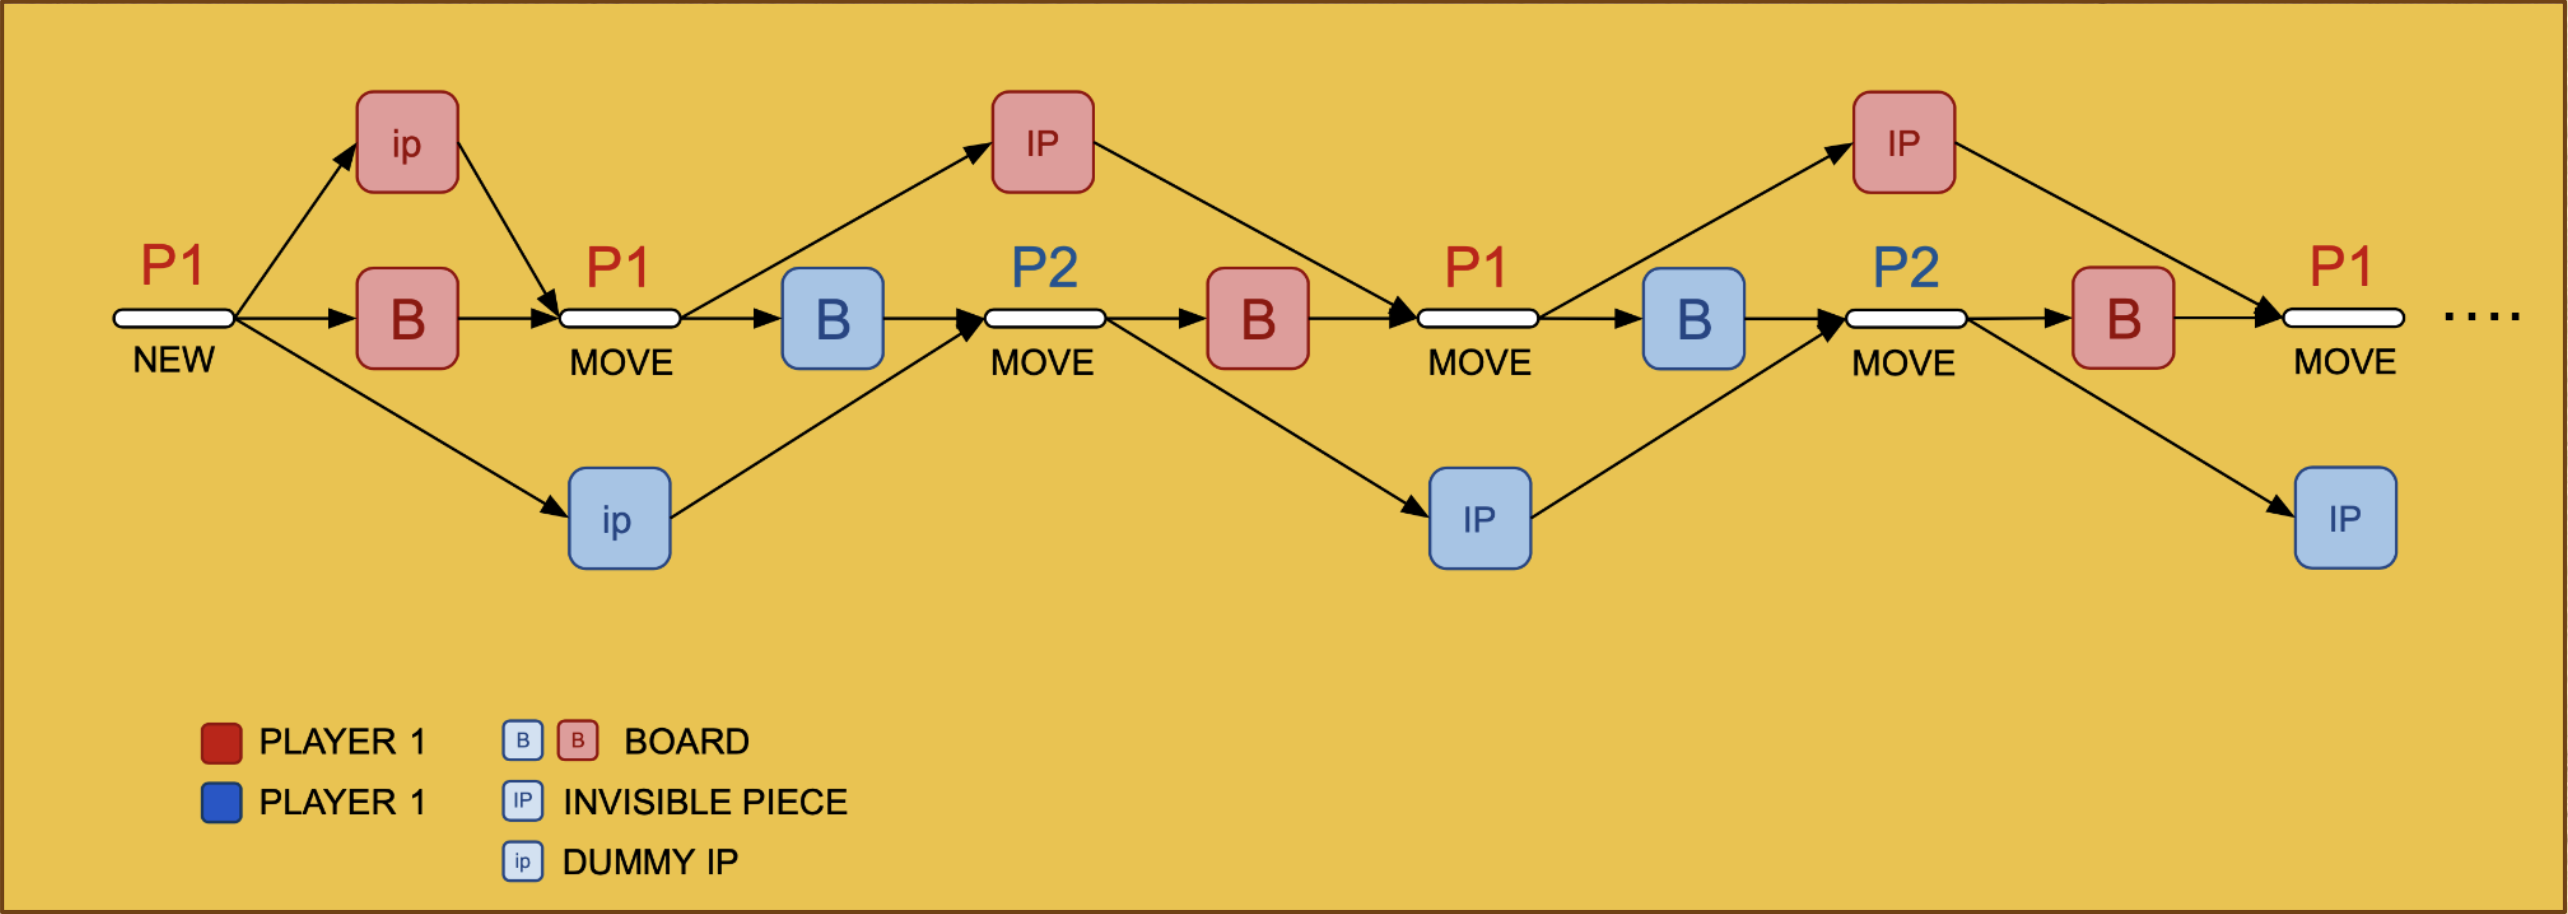 ip
IP
IP
P1
P1
P2
P1
P2
P1
B
B
B
B
B
....
NEW
MOVE
MOVE
MOVE
MOVE
MOVE
ip
IP
IP
PLAYER 1
B
B
BOARD
PLAYER 1
IP
INVISIBLE PIECE
ip
DUMMY IP